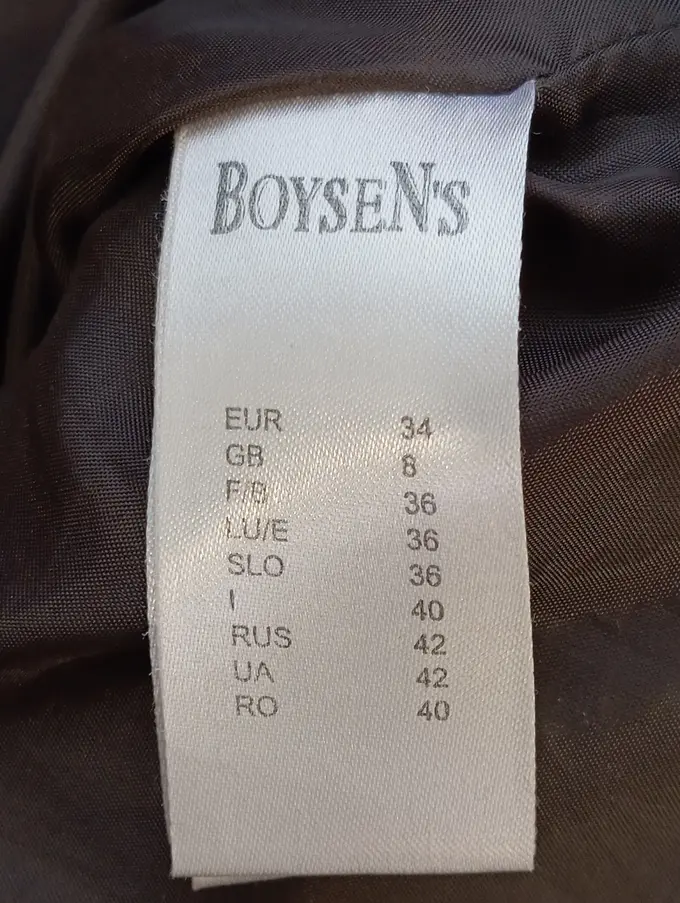 BOYSEN'S
EUR 34
GB 8
F/B 36
LU/E 36
SLO 36
I 40
RUS 42
UA 42
RO 40